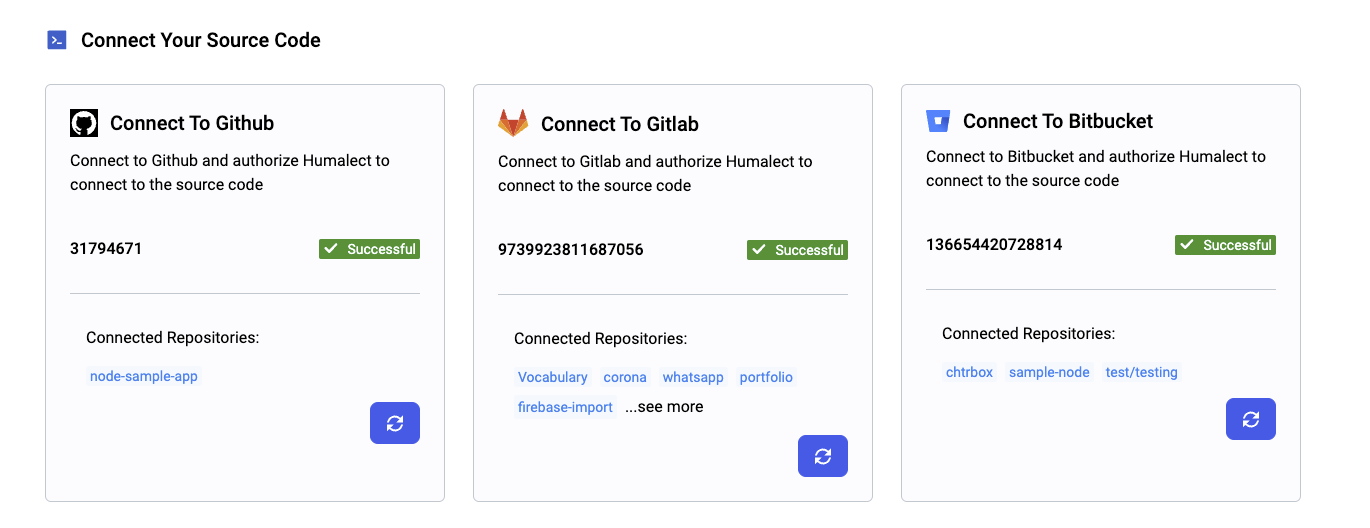 Connect Your Source Code
Connect To Github
Connect to Github and authorize Humalect to
connect to the source code
31794671
Successful
Connected Repositories:
node-sample-app
Connect To Gitlab
Connect to Gitlab and authorize Humalect to
connect to the source code
9739923811687056
Successful
Connected Repositories:
Vocabulary corona whatsapp portfolio
firebase-import ...see more
Connect To Bitbucket
Connect to Bitbucket and authorize Humalect to
connect to the source code
136654420728814
Successful
Connected Repositories:
chtrbox sample-node test/testing